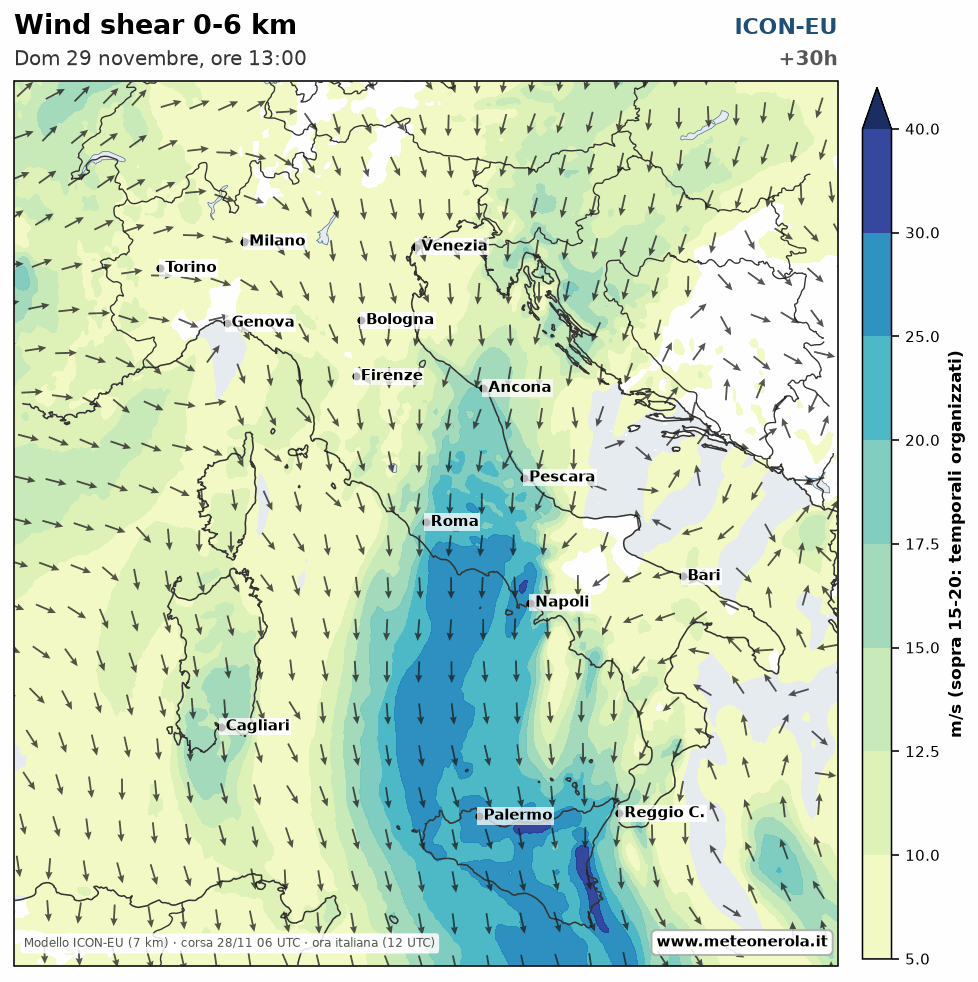 Wind shear 0-6 km
ICON-EU
Dom 29 novembre, ore 13:00
+30h
Milano
Venezia
Torino
Genova
Bologna
Firenze
Ancona
Pescara
Roma
Bari
Napoli
Cagliari
Palermo
Reggio C.
40.0
30.0
25.0
20.0
17.5
15.0
12.5
10.0
5.0
m/s (sopra 15-20: temporali organizzati)
Modello ICON-EU (7 km) · corsa 28/11 06 UTC · ora italiana (12 UTC)
www.meteonerola.it